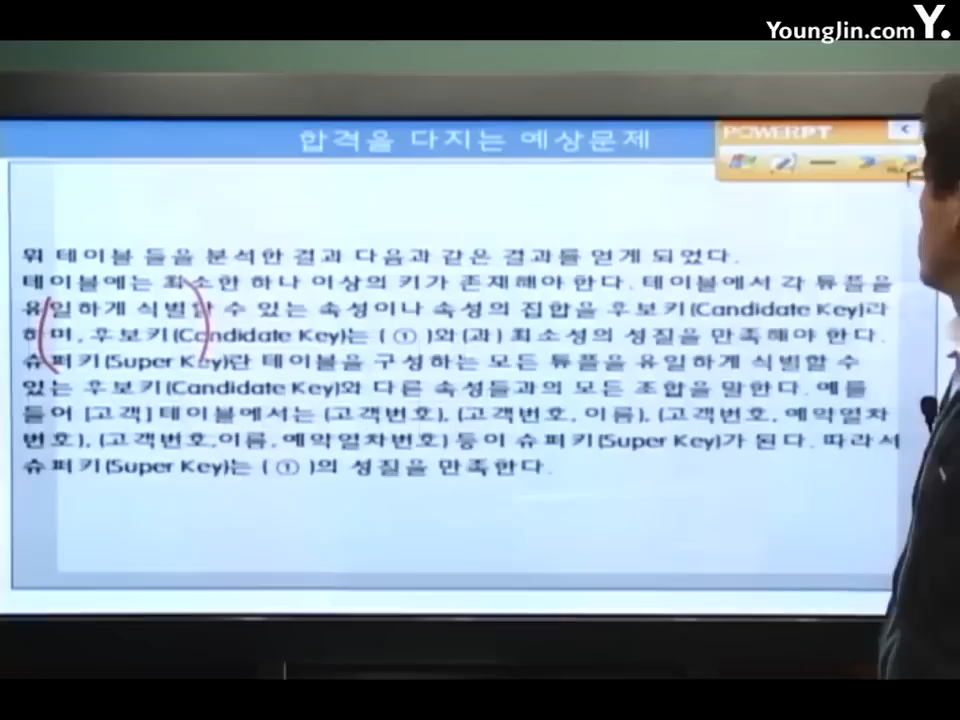 YoungJin.com Y.
합격을 다지는 예상문제
POWERPT
위 테이블 들을 분석한 결과 다음과 같은 결과를 얻게 되었다.
테이블에는 최소한 하나 이상의 키가 존재해야 한다. 테이블에서 각 튜플을
유일하게 식별할 수 있는 속성이나 속성의 집합을 후보키(Candidate Key)라
하며, 후보키(Candidate Key)는 ( ① )와(과) 최소성의 성질을 만족해야 한다.
슈퍼키(Super Key)란 테이블을 구성하는 모든 튜플을 유일하게 식별할 수
있는 후보키(Candidate Key)와 다른 속성들과의 모든 조합을 말한다. 예를
들어 [고객] 테이블에서는 (고객번호), (고객번호, 이름), (고객번호, 예약열차
번호), (고객번호,이름, 예약열차번호) 등이 슈퍼키(Super Key)가 된다. 따라서
슈퍼키(Super Key)는 ( ① )의 성질을 만족한다.